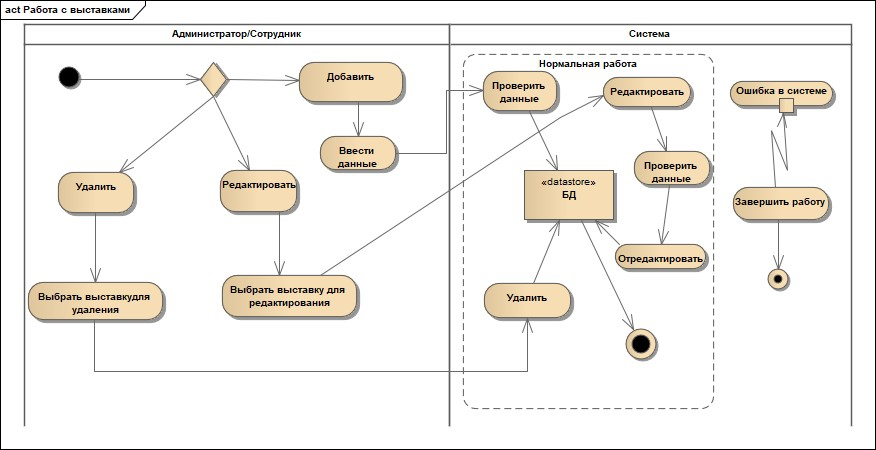 act Работа с выставками
Администратор/Сотрудник
Система
Добавить
Ввести
данные
Удалить
Редактировать
Выбрать выставкудля
удаления
Выбрать выставку для
редактирования
Нормальная работа
Проверить
данные
Редактировать
Проверить
данные
«datastore»
БД
Отредактировать
Удалить
Ошибка в системе
Завершить работу